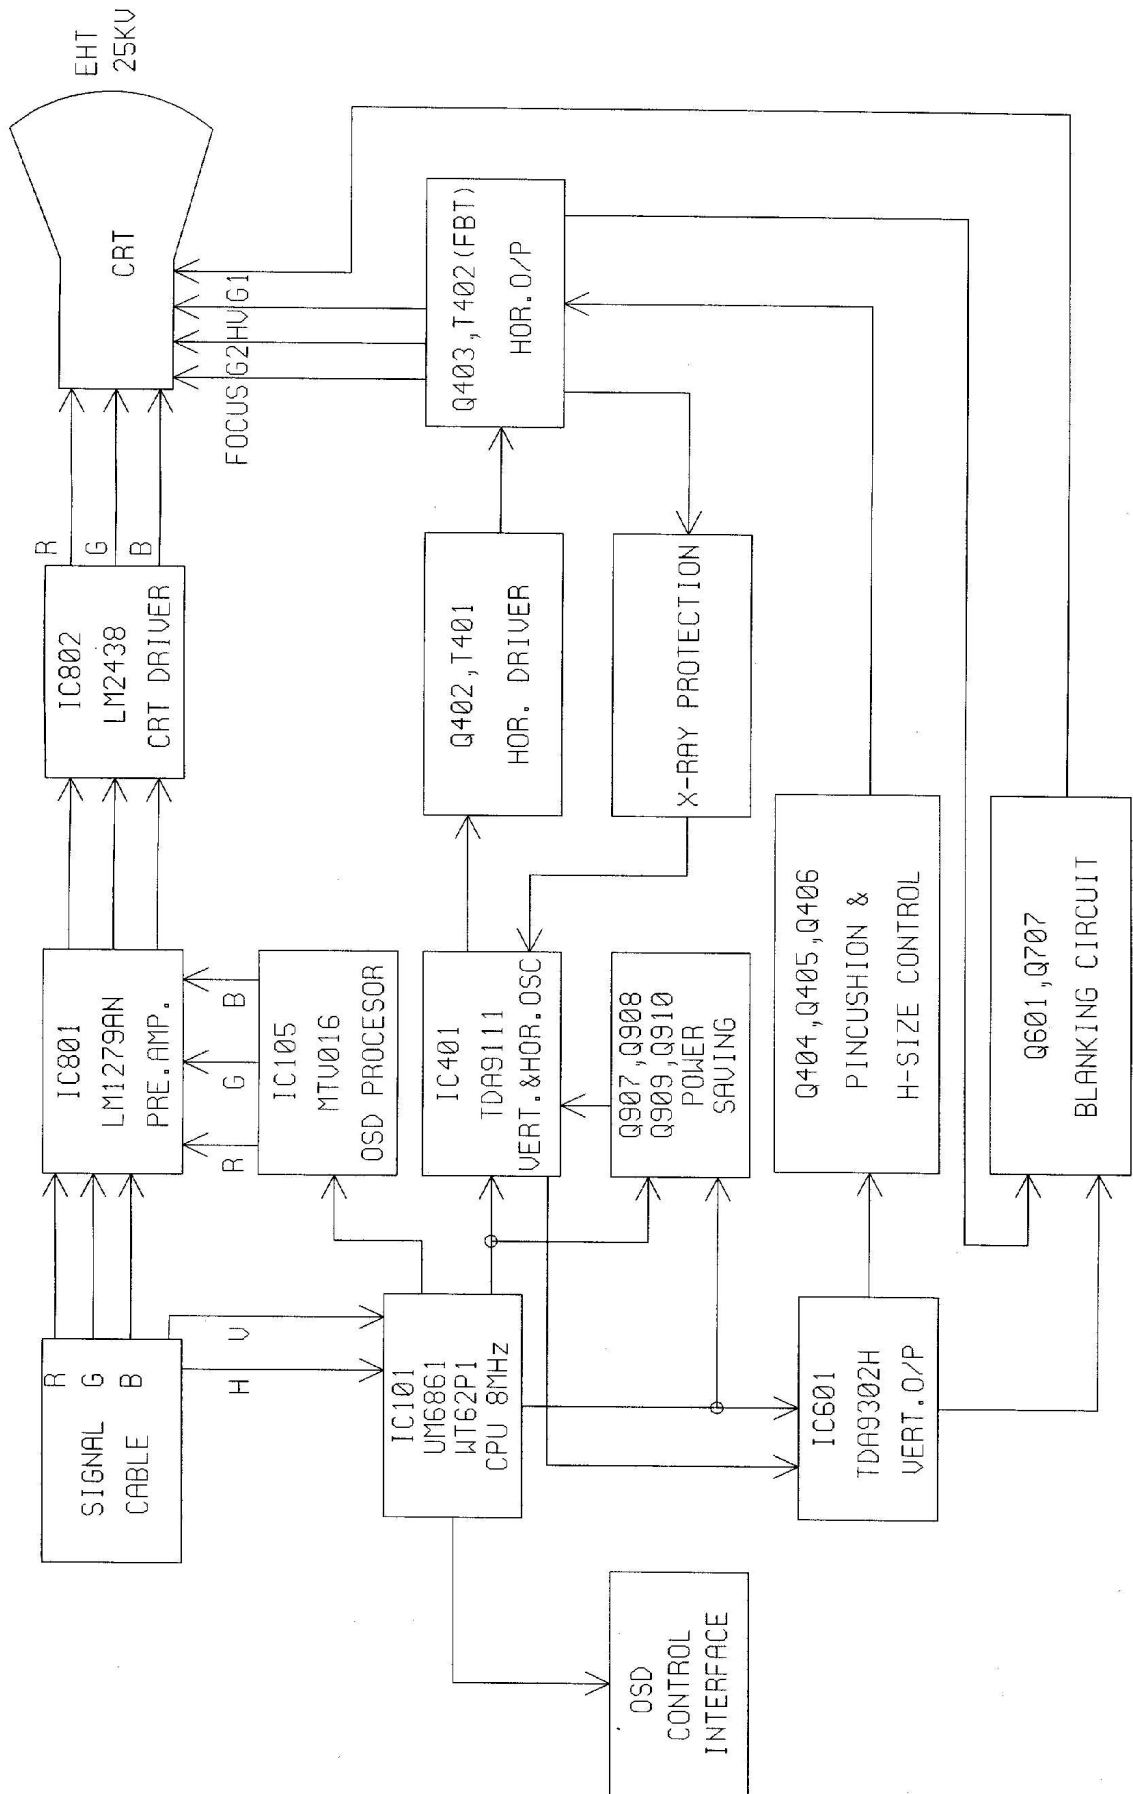 EHT
25KV
CRT
FOCUS
G2
HV
G1
R
G
B
IC802
LM2438
CRT DRIVER
IC801
LM1279AN
PRE.AMP.
R
G
B
SIGNAL
CABLE
R
G
B
H
V
IC105
MTV016
OSD PROCESOR
Q403,T402(FBT)
HOR.O/P
Q402,T401
HOR. DRIVER
IC401
TDA9111
VERT.&HOR.OSC
IC101
UM6861
WT62P1
CPU 8MHz
X-RAY PROTECTION
Q907,Q908
Q909,Q910
POWER
SAVING
OSD
CONTROL
INTERFACE
Q404,Q405,Q406
PINCUSHION &
H-SIZE CONTROL
IC601
TDA9302H
VERT.O/P
Q601,Q707
BLANKING CIRCUIT